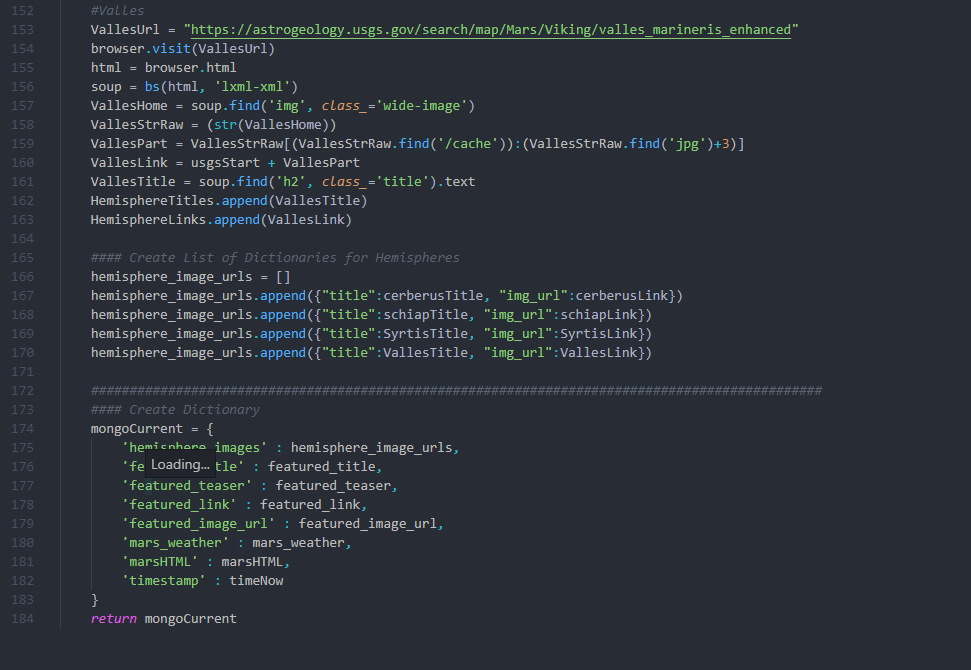 152 #Valles
153 VallesUrl = "https://astrogeology.usgs.gov/search/map/Mars/Viking/valles_marineris_enhanced"
154 browser.visit(VallesUrl)
155 html = browser.html
156 soup = bs(html, 'lxml-xml')
157 VallesHome = soup.find('img', class_='wide-image')
158 VallesStrRaw = (str(VallesHome))
159 VallesPart = VallesStrRaw[(VallesStrRaw.find('/cache')):(VallesStrRaw.find('jpg')+3)]
160 VallesLink = usgsStart + VallesPart
161 VallesTitle = soup.find('h2', class_='title').text
162 HemisphereTitles.append(VallesTitle)
163 HemisphereLinks.append(VallesLink)
164
165 #### Create List of Dictionaries for Hemispheres
166 hemisphere_image_urls = []
167 hemisphere_image_urls.append({"title":cerberusTitle, "img_url":cerberusLink})
168 hemisphere_image_urls.append({"title":schiapTitle, "img_url":schiapLink})
169 hemisphere_image_urls.append({"title":SyrtisTitle, "img_url":SyrtisLink})
170 hemisphere_image_urls.append({"title":VallesTitle, "img_url":VallesLink})
171
172 ###############################################################################################
173 #### Create Dictionary
174 mongoCurrent = {
175 'hemisphere_images' : hemisphere_image_urls,
176 'fe Loading... tle' : featured_title,
177 'featured_teaser' : featured_teaser,
178 'featured_link' : featured_link,
179 'featured_image_url' : featured_image_url,
180 'mars_weather' : mars_weather,
181 'marsHTML' : marsHTML,
182 'timestamp' : timeNow
183 }
184 return mongoCurrent